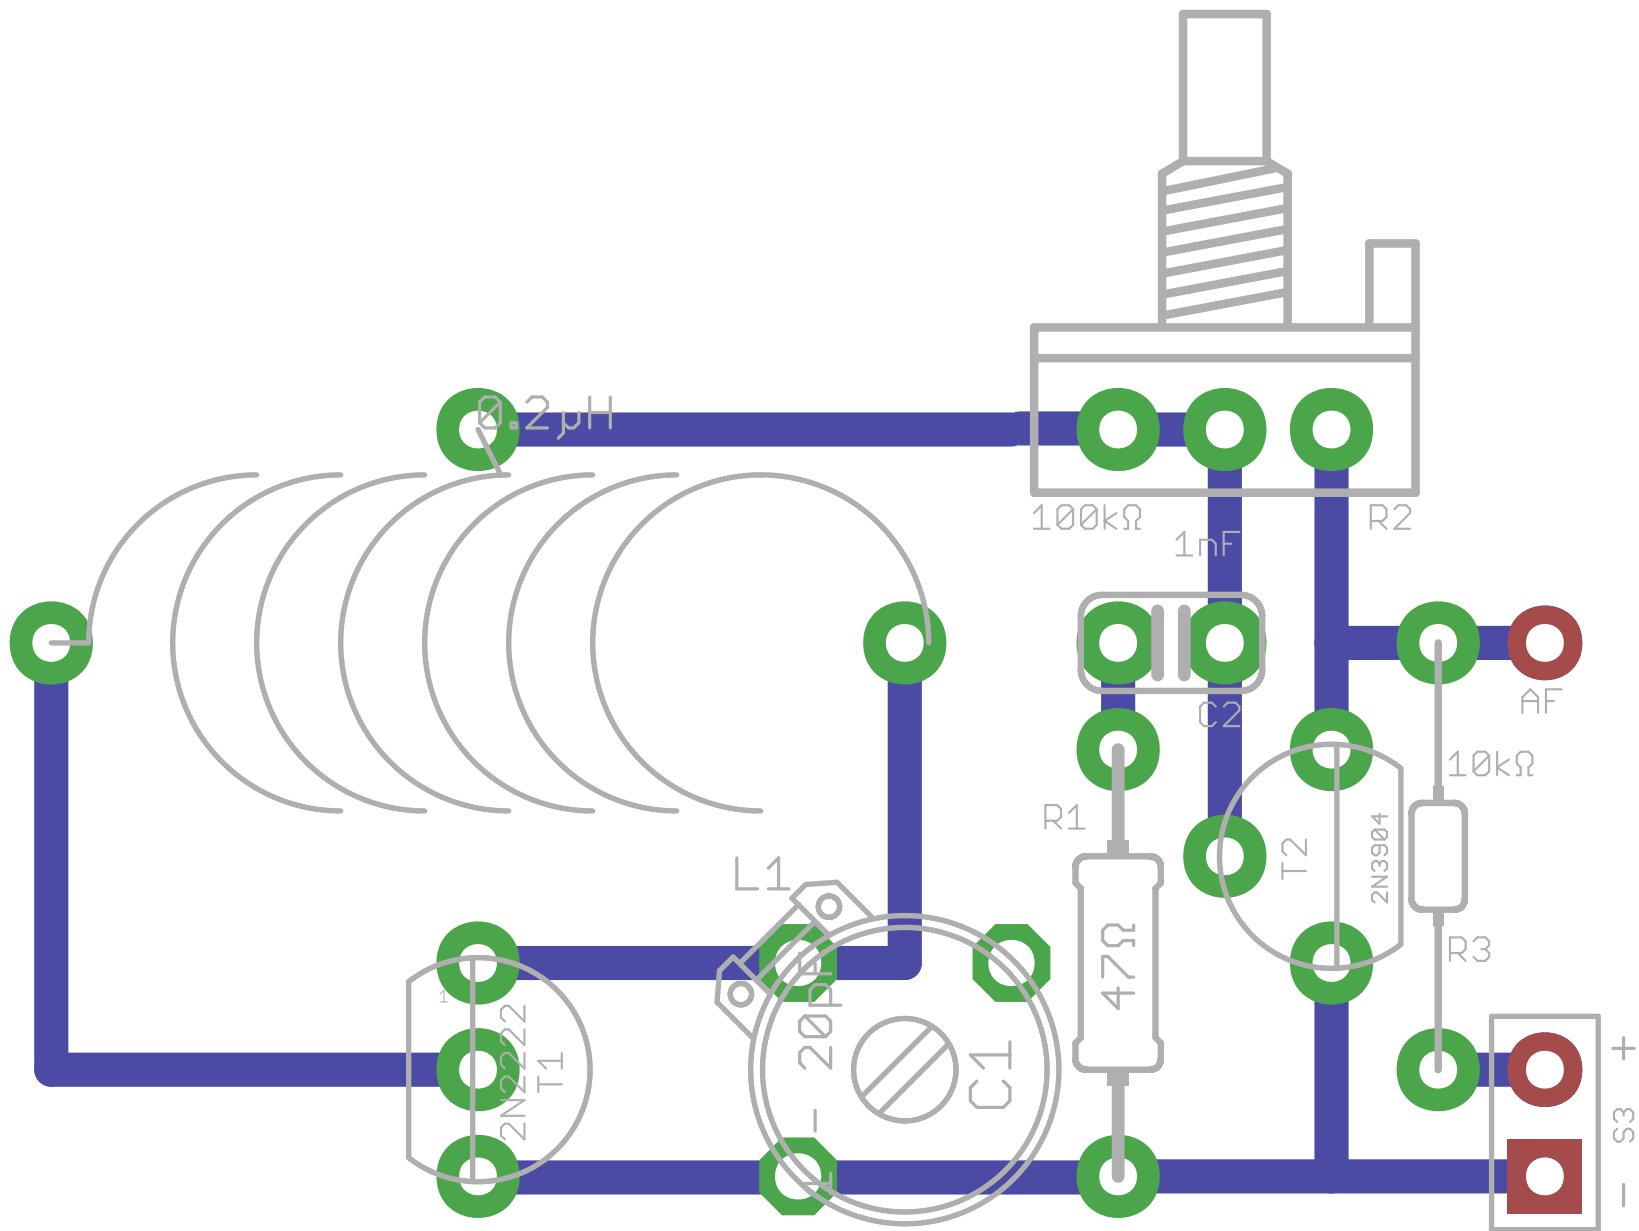 0.2µH
100kΩ
R2
1nF
C2
AF
10kΩ
R1
T2
2N3904
L1
47Ω
R3
1
2N2222
T1
- 20pF
C1
+
S3
-